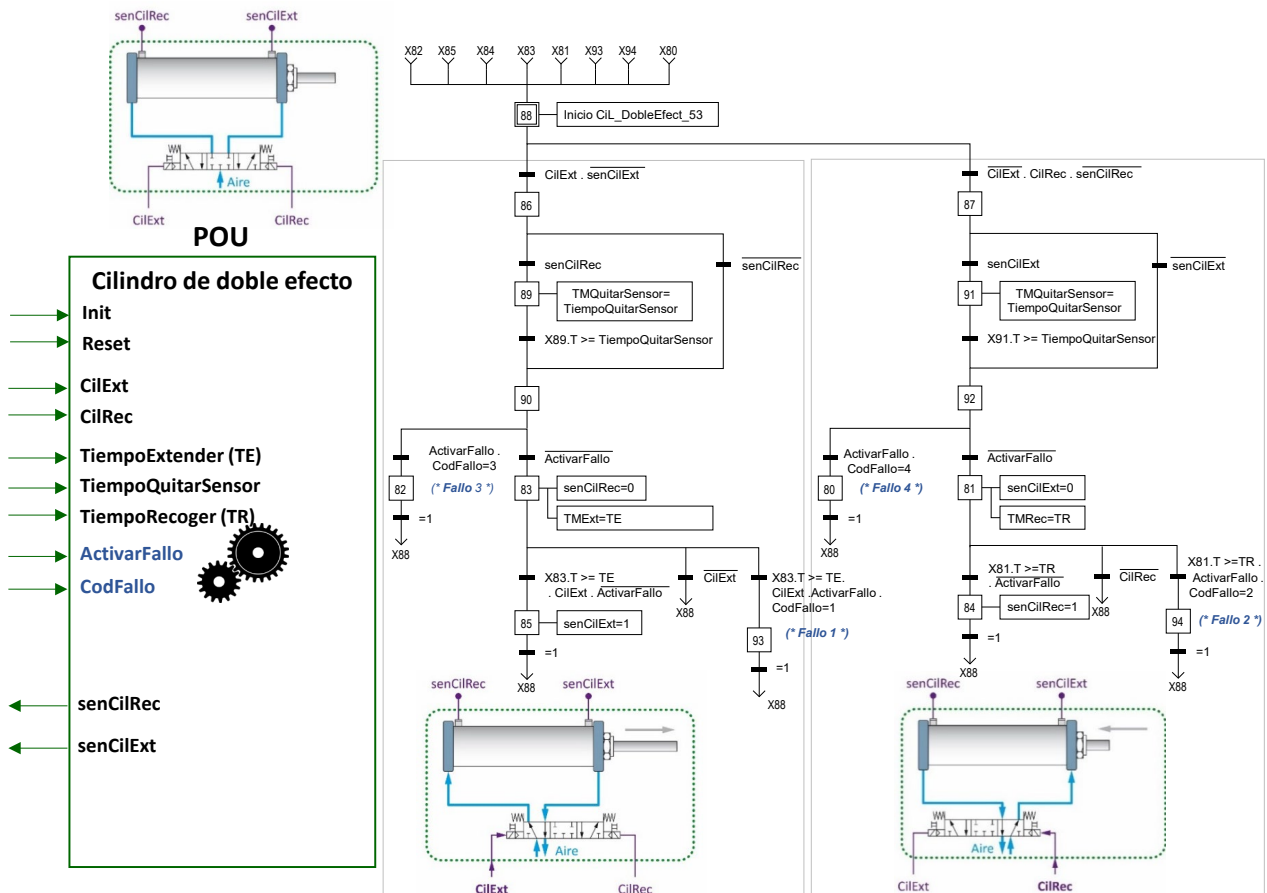 senCilRec
senCilExt
Aire
CilExt
CilRec
POU
Cilindro de doble efecto
Init
Reset
CilExt
CilRec
TiempoExtender (TE)
TiempoQuitarSensor
TiempoRecoger (TR)
ActivarFallo
CodFallo
senCilRec
senCilExt
X82 X85 X84 X83 X81 X93 X94 X80
88
Inicio CiL_DobleEfect_53
CilExt . senCilExt
86
senCilRec
senCilRec
89
TMQuitarSensor=
TiempoQuitarSensor
X89.T >= TiempoQuitarSensor
90
ActivarFallo .
CodFallo=3
ActivarFallo
82
(* Fallo 3 *)
83
senCilRec=0
TMExt=TE
=1
X88
X83.T >= TE
. CilExt . ActivarFallo
CilExt
X88
X83.T >= TE.
CilExt .ActivarFallo .
CodFallo=1
85
senCilExt=1
93
(* Fallo 1 *)
=1
X88
=1
X88
senCilRec
senCilExt
Aire
CilExt
CilRec
CilExt . CilRec . senCilRec
87
senCilExt
senCilExt
91
TMQuitarSensor=
TiempoQuitarSensor
X91.T >= TiempoQuitarSensor
92
ActivarFallo .
CodFallo=4
ActivarFallo
80
(* Fallo 4 *)
81
senCilExt=0
TMRec=TR
=1
X88
X81.T >=TR
. ActivarFallo
CilRec
X88
X81.T >=TR .
ActivarFallo .
CodFallo=2
84
senCilRec=1
94
(* Fallo 2 *)
=1
X88
=1
X88
senCilRec
senCilExt
Aire
CilExt
CilRec